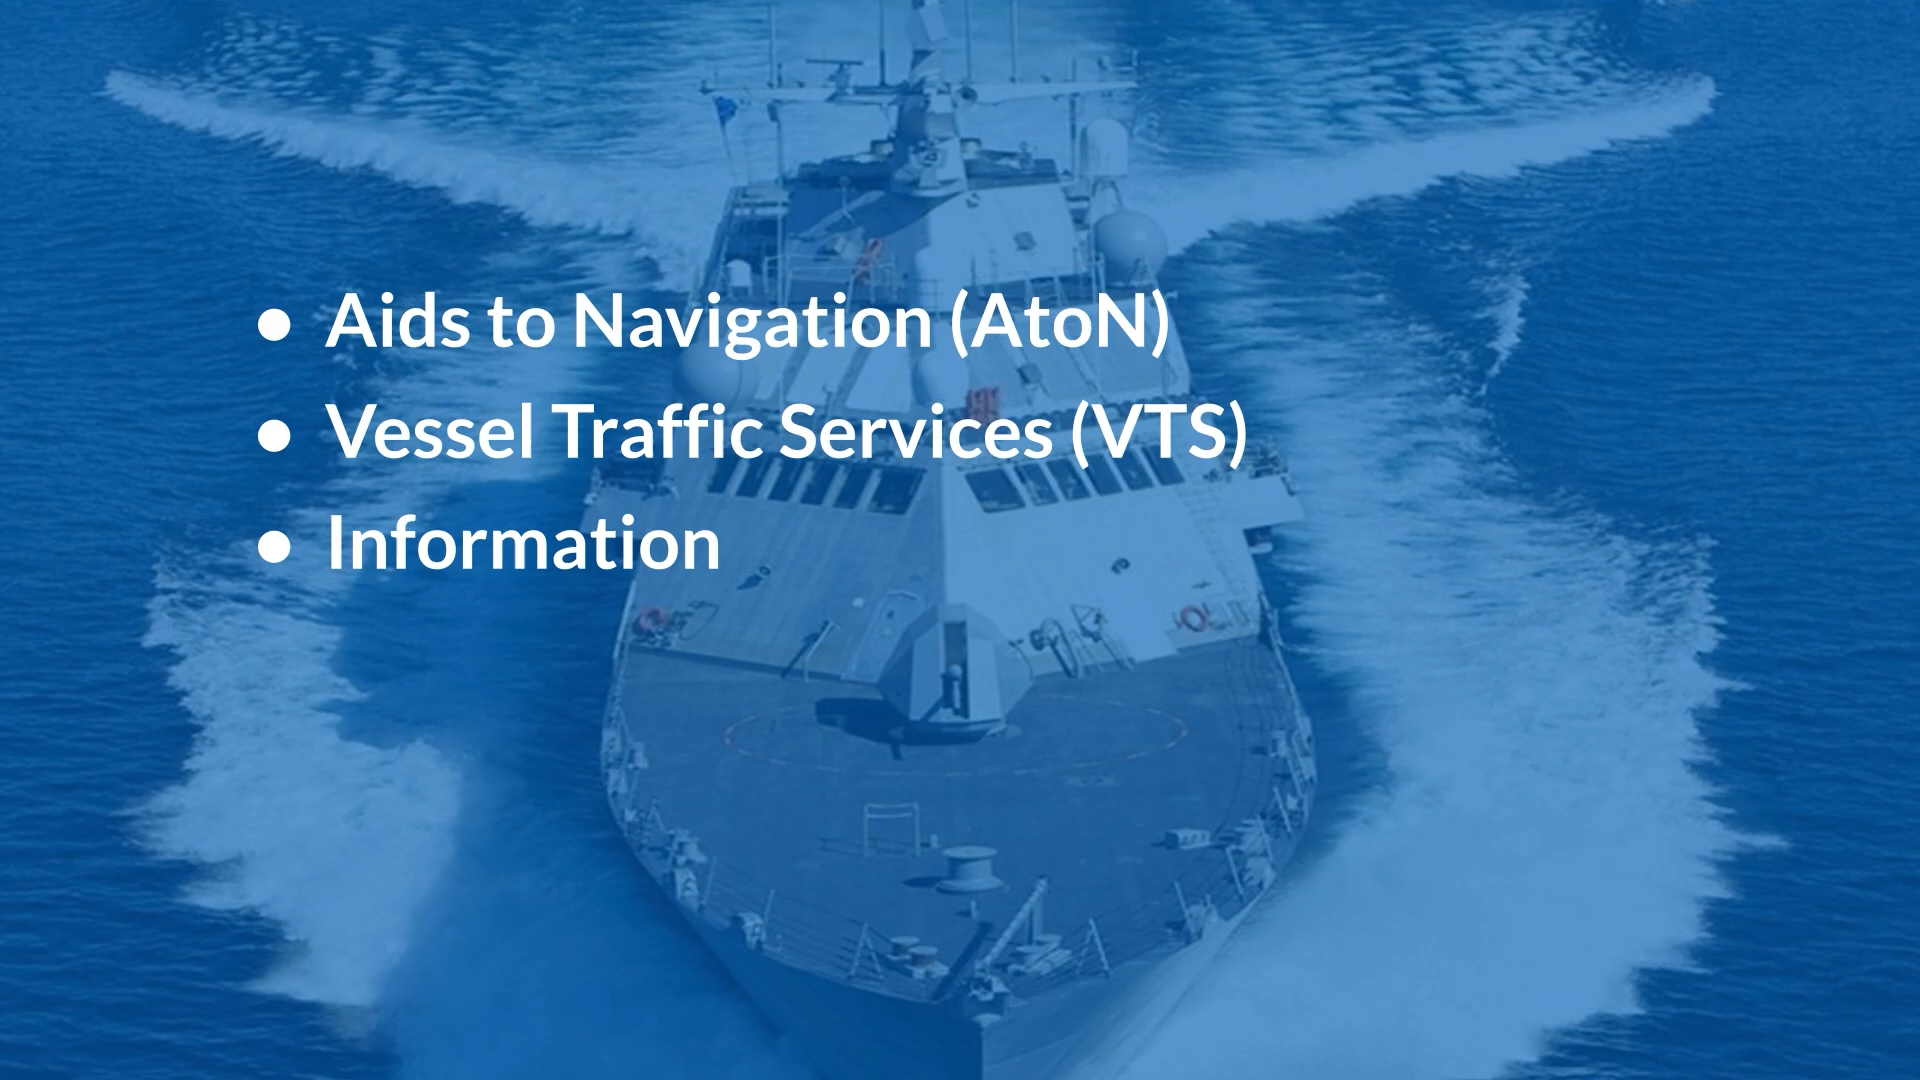 ● Aids to Navigation (AtoN)
● Vessel Traffic Services (VTS)
● Information